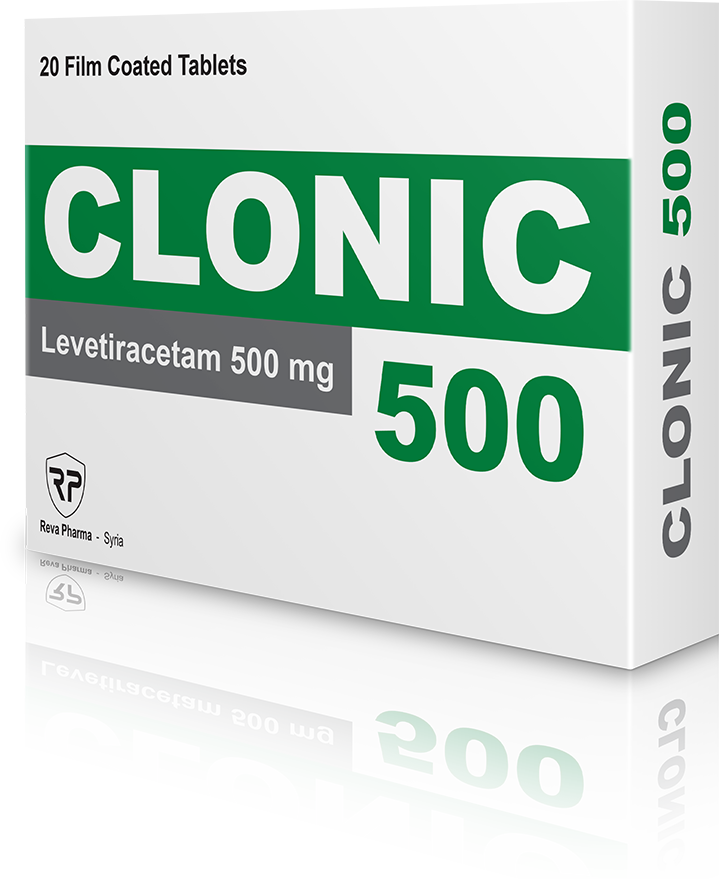 20 Film Coated Tablets
CLONIC
Levetiracetam 500 mg
500
RP
Reva Pharma - Syria
CLONIC 500